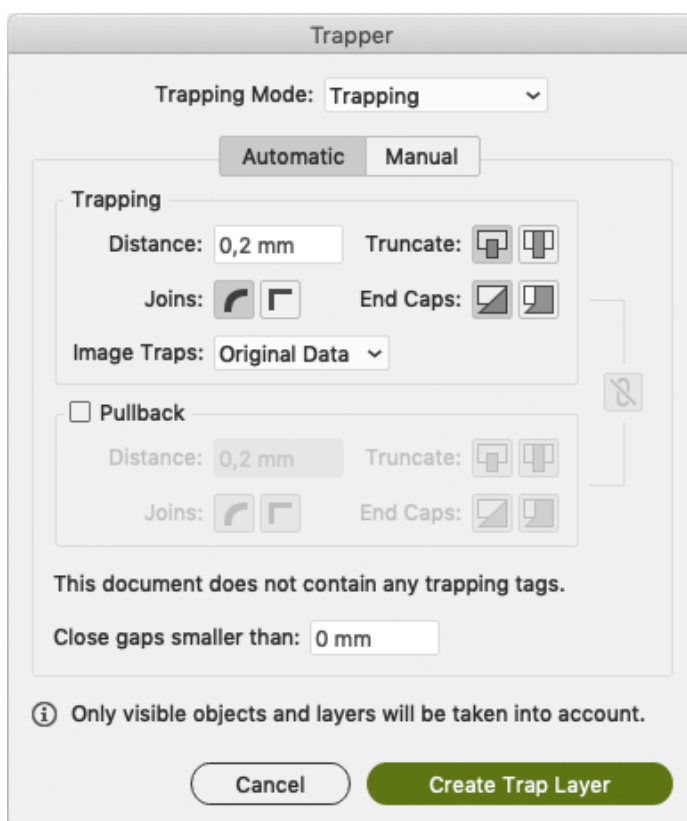 Trapper
Trapping Mode: Trapping
Automatic Manual
Trapping
Distance: 0,2 mm Truncate:
Joins: End Caps:
Image Traps: Original Data
Pullback
Distance: 0,2 mm Truncate:
Joins: End Caps:
This document does not contain any trapping tags.
Close gaps smaller than: 0 mm
Only visible objects and layers will be taken into account.
Cancel Create Trap Layer